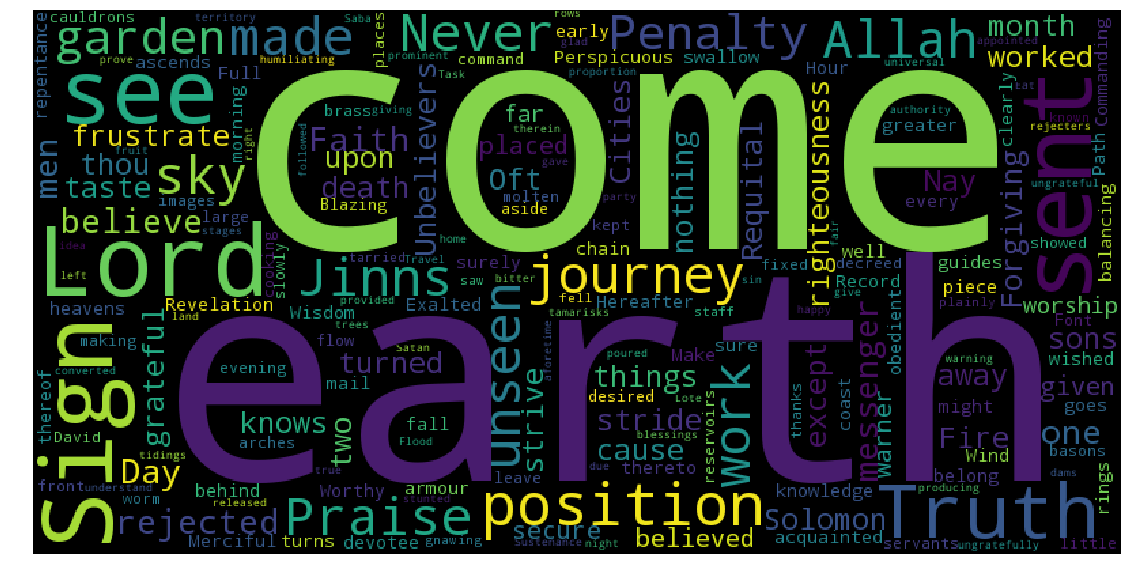 cauldrons
territory
Saba
rows
garden
made
places
Never
early
glad
Penalty
appointed
Allah
month
repentance
ascends
prove
humiliating
Full
prominent
Task
command
Perspicuous
swallow
proportion
Hour
universal
worked
Commanding
see
come
sent
men
morning
right
brass
giving
far
therein
Cities
authority
greater
clearly
eat
known
rejecters
frustrate
fruit
followed
Faith
Unbelievers
gave
placed
righteousness
Path
thou
sky
upon
Oft
nothing
Requital
Nay
ungrateful
taste
images
death
molten
party
every
Forgiving
balancing
believe
large
stages
Blazing
aside
kept
fair
showed
Lord
idea
left
cooking
slowly
home
tarried
Travel
chain
well
surely
saw
bitter
journey
fixed
decreed
guides
Jinns
sin
Record
piece
heavens
Revelation
provided
fell
Hereafter
give
plainly
worship
land
Wisdom
Exalted
tamarisks
staff
happy
Font
sons
Sign
earth
making
grateful
trees
flow
unseen
poured
Make
sure
messenger
obedient
warning
wished
thereof
converted
evening
turned
Satan
mail
aforetime
things
work
except
away
given
desired
coast
might
goes
David
knows
two
arches
Flood
fall
strive
Lote
stride
blessings
reservoirs
thanks
warner
Fire
one
tidings
Day
true
cause
Wind
basons
front
understand
behind
Worthy
armour
leave
due
thereto
knowledge
belong
dams
worm
released
stunted
position
producing
rings
rejected
Praise
secure
Solomon
Truth
Merciful
turns
devotee
gnawing
Sustenance
night
believed
acquainted
servants
ungratefully
little